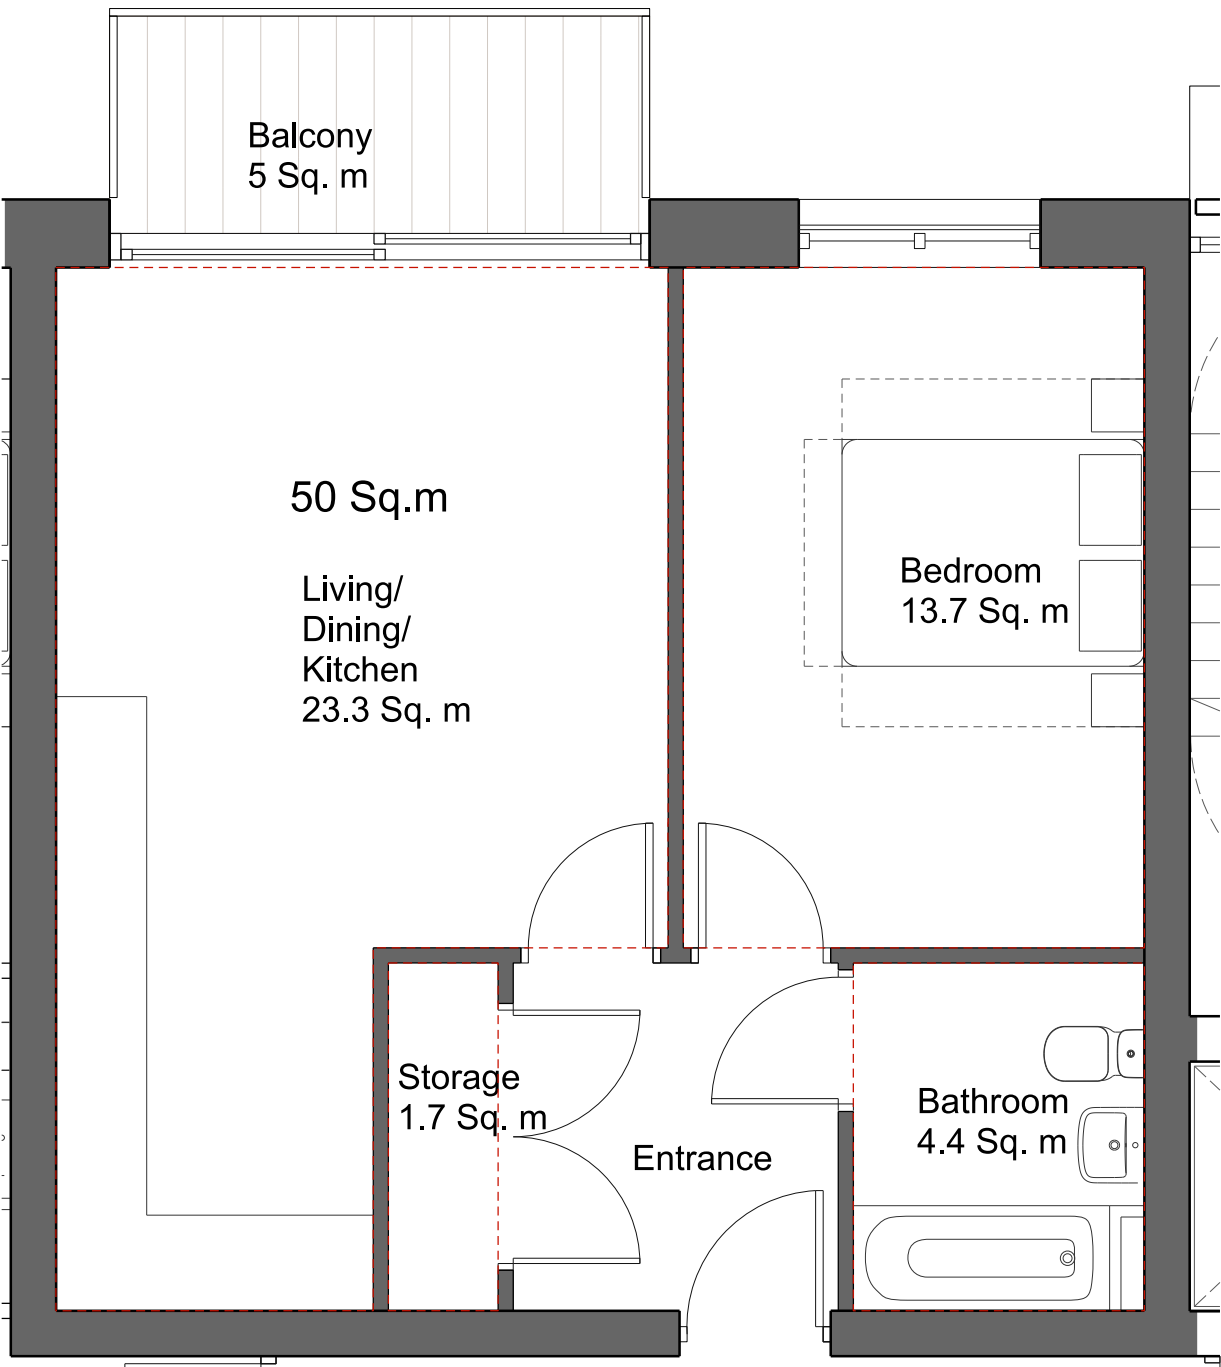 Balcony
5 Sq. m
50 Sq.m
Living/
Dining/
Kitchen
23.3 Sq. m
Bedroom
13.7 Sq. m
Storage
1.7 Sq. m
Entrance
Bathroom
4.4 Sq. m